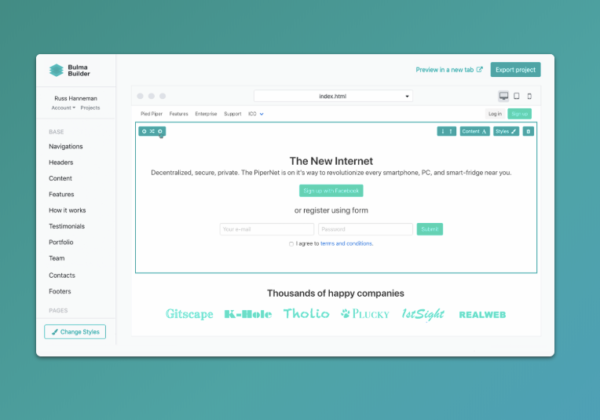 Bulma
Builder
Preview in a new tab
Export project
Russ Hanneman
Account Projects
index.html
Pied Piper Features Enterprise Support ICO
Log in Sign up
BASE
Navigations
Headers
Content
Features
How it works
Testimonials
Portfolio
Team
Contacts
Footers
PAGES
Change Styles
Content
Styles
The New Internet
Decentralized, secure, private. The PiperNet is on it's way to revolutionize every smartphone, PC, and smart-fridge near you.
Sign up with Facebook
or register using form
Your e-mail Password Submit
I agree to terms and conditions.
Thousands of happy companies
Gitscape K-Hole Tholio PLUCKY 1stSight REALWEB